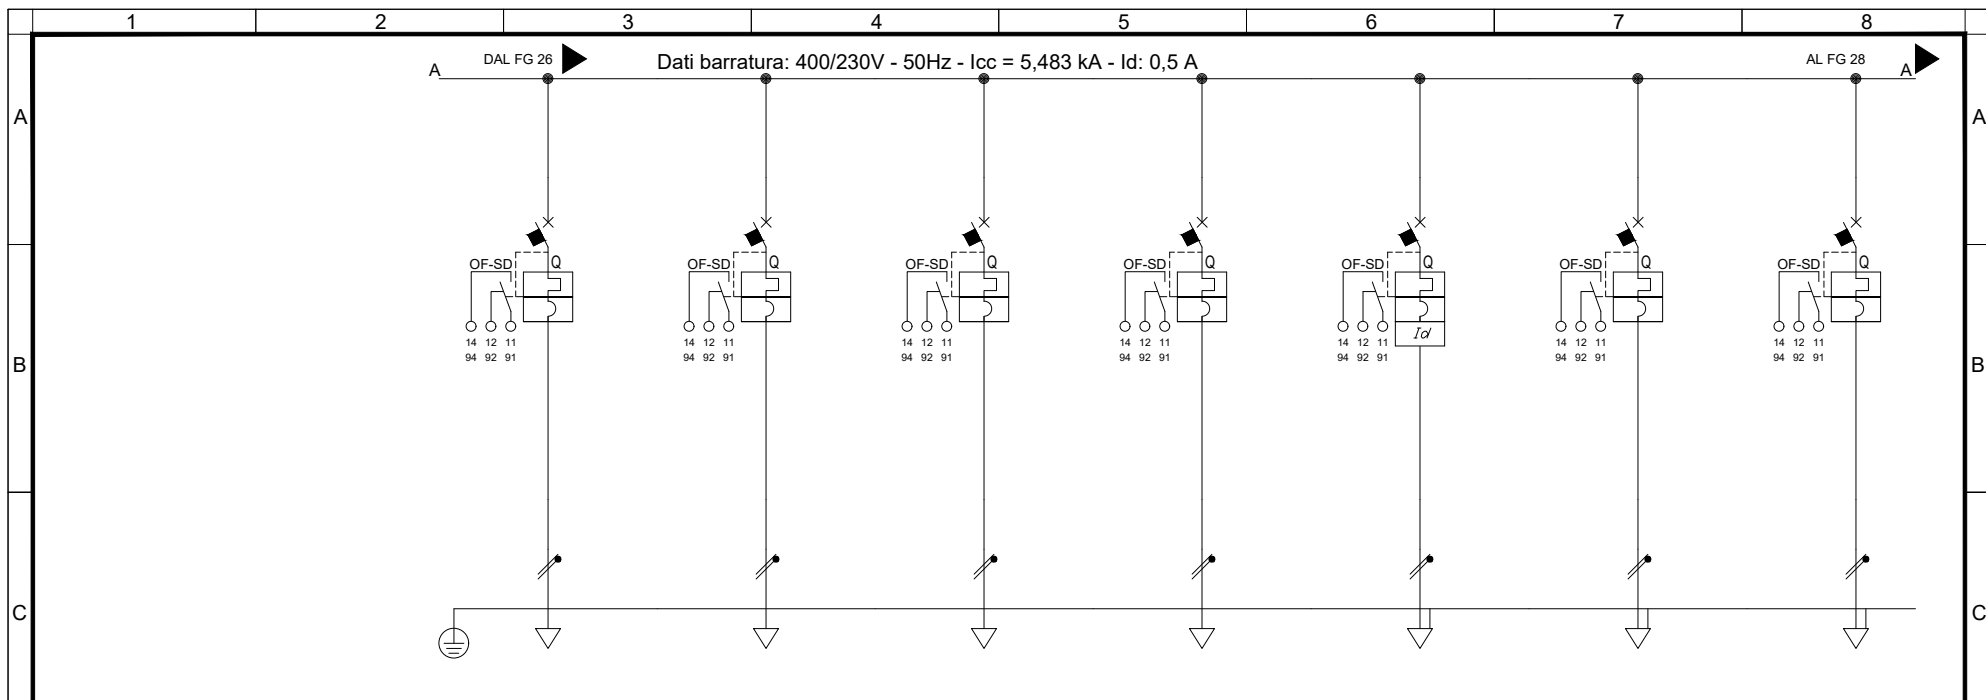 1 2 3 4 5 6 7 8
DAL FG 26 Dati barratura: 400/230V - 50Hz - Icc = 5,483 kA - Id: 0,5 A AL FG 28
A A
A A
OF-SD Q OF-SD Q OF-SD Q OF-SD Q OF-SD Q OF-SD Q OF-SD Q
Id
14 12 11 14 12 11 14 12 11 14 12 11 14 12 11 14 12 11 14 12 11
94 92 91 94 92 91 94 92 91 94 92 91 94 92 91 94 92 91 94 92 91
B B
C C